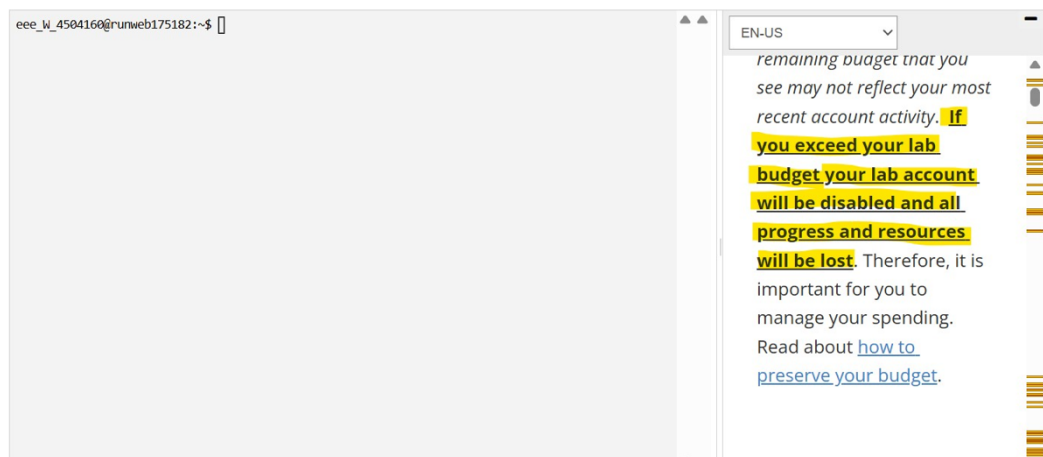 eee_W_4504160@runweb175182:~$
EN-US
remaining budget that you
see may not reflect your most
recent account activity. If
you exceed your lab
budget your lab account
will be disabled and all
progress and resources
will be lost. Therefore, it is
important for you to
manage your spending.
Read about how to
preserve your budget.